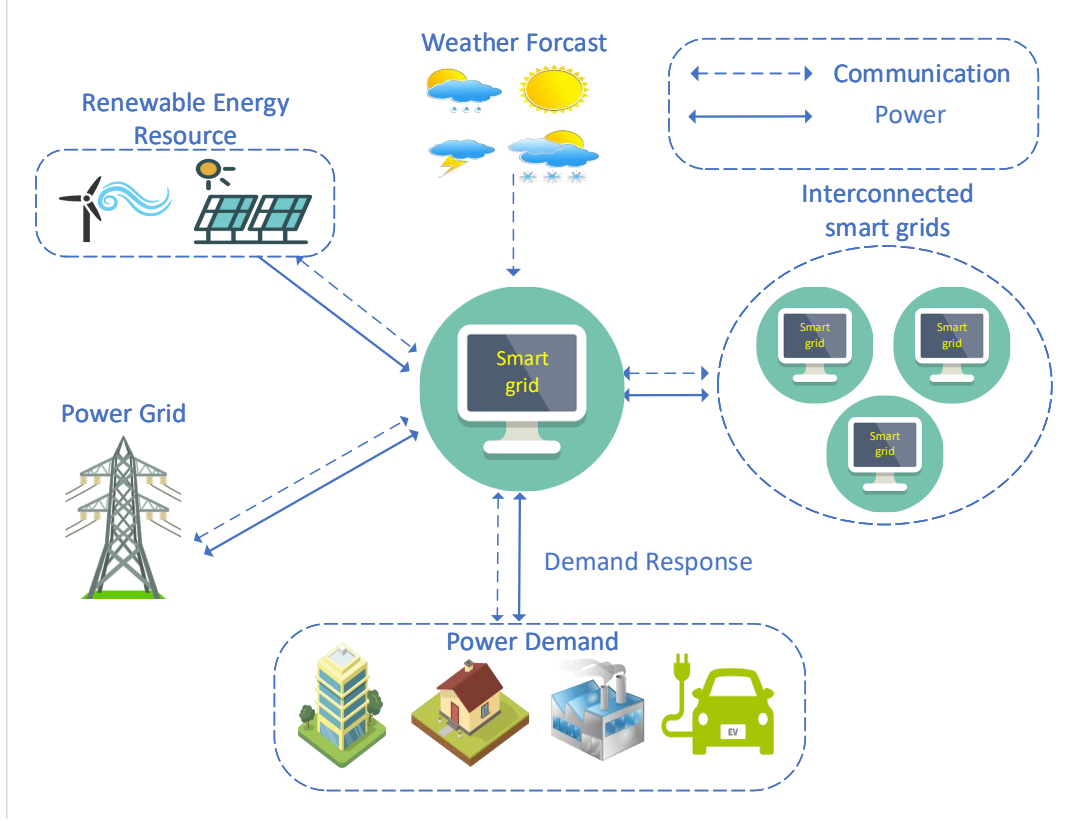 Weather Forcast
Communication
Power
Renewable Energy
Resource
Interconnected
smart grids
Smart
grid
Smart
grid
Smart
grid
Smart
grid
Power Grid
Demand Response
Power Demand
EV